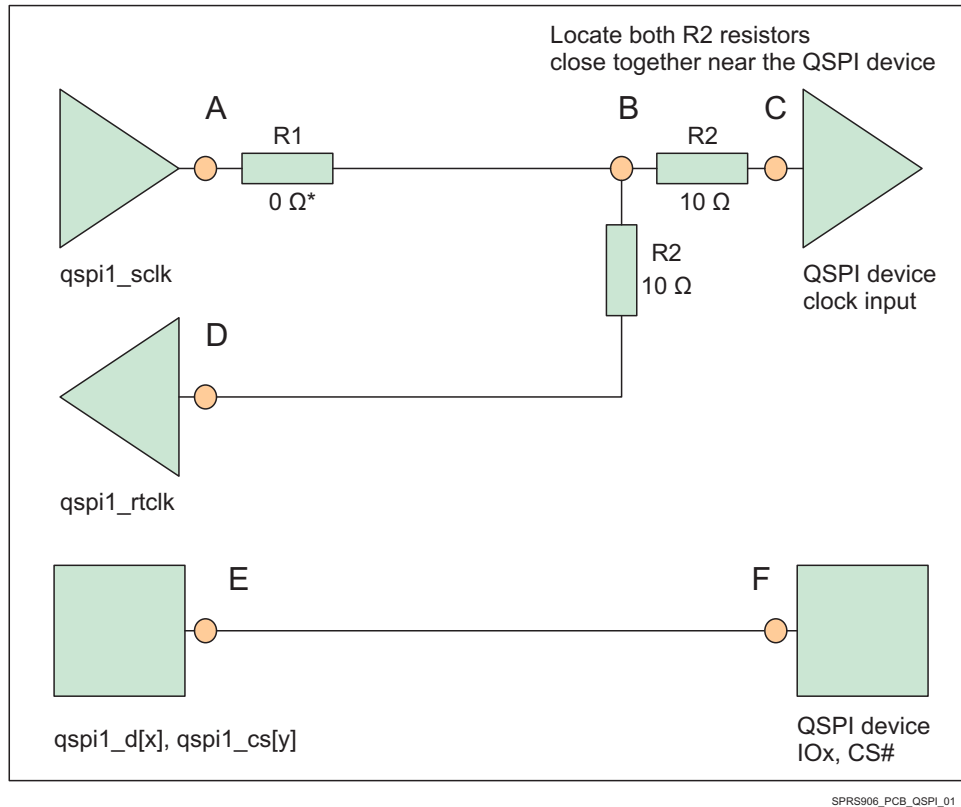 Locate both R2 resistors
close together near the QSPI device
A
R1
0 Ω*
B
R2
10 Ω
C
qspi1_sclk
R2
10 Ω
QSPI device
clock input
D
qspi1_rtclk
E
F
qspi1_d[x], qspi1_cs[y]
QSPI device
IOx, CS#
SPRS906_PCB_QSPI_01